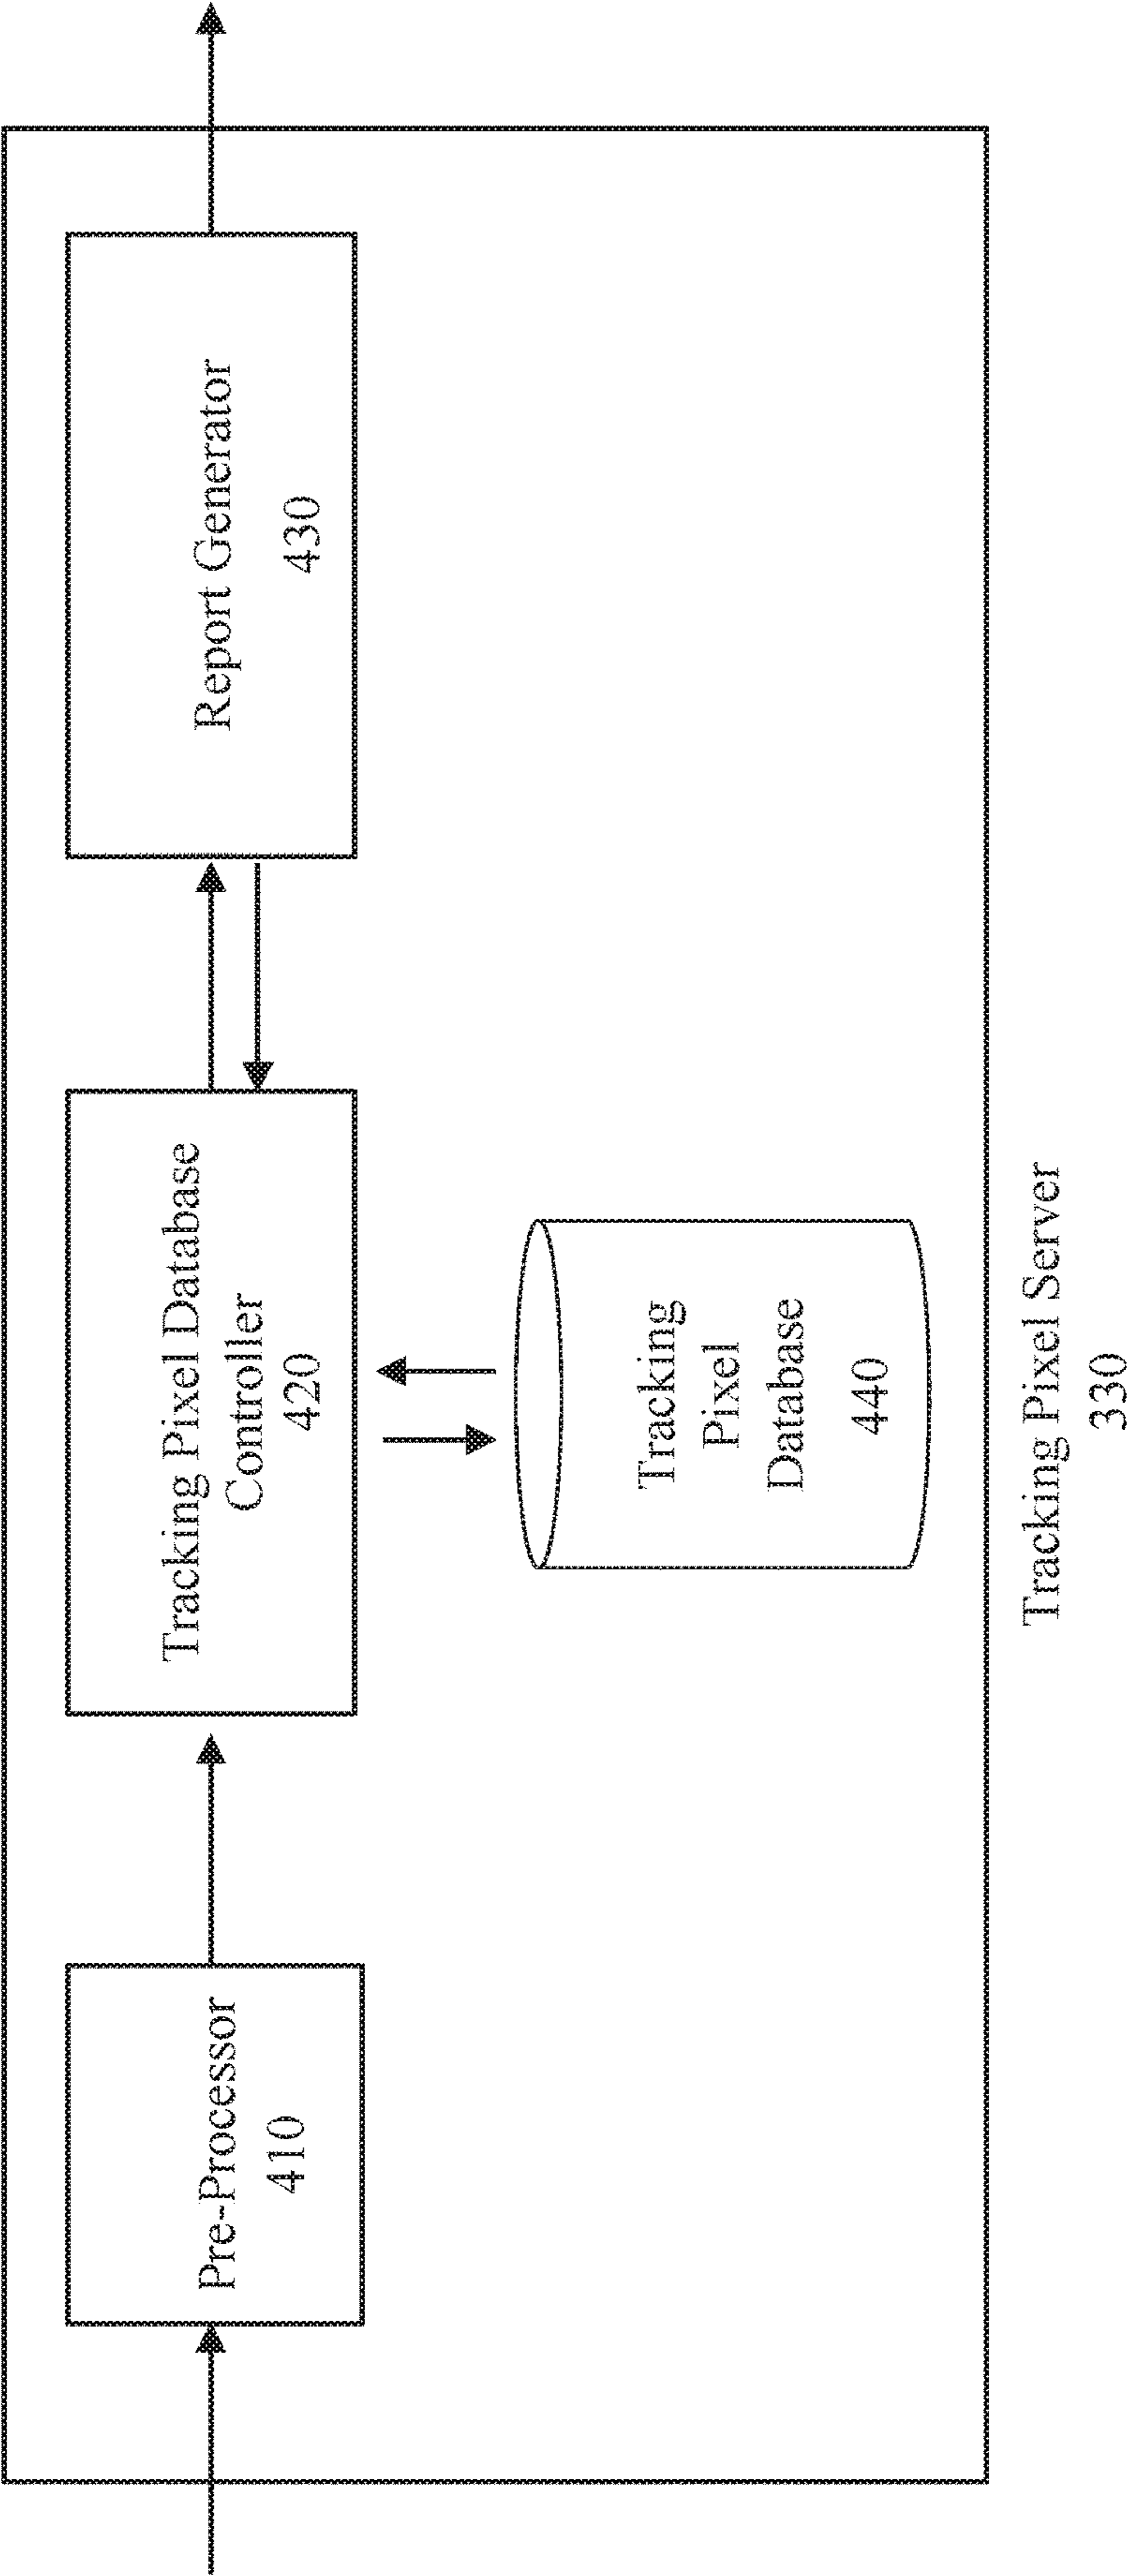 Pre-Processor
410
Tracking Pixel Database
Controller
420
Report Generator
430
Tracking
Pixel
Database
440
Tracking Pixel Server
330